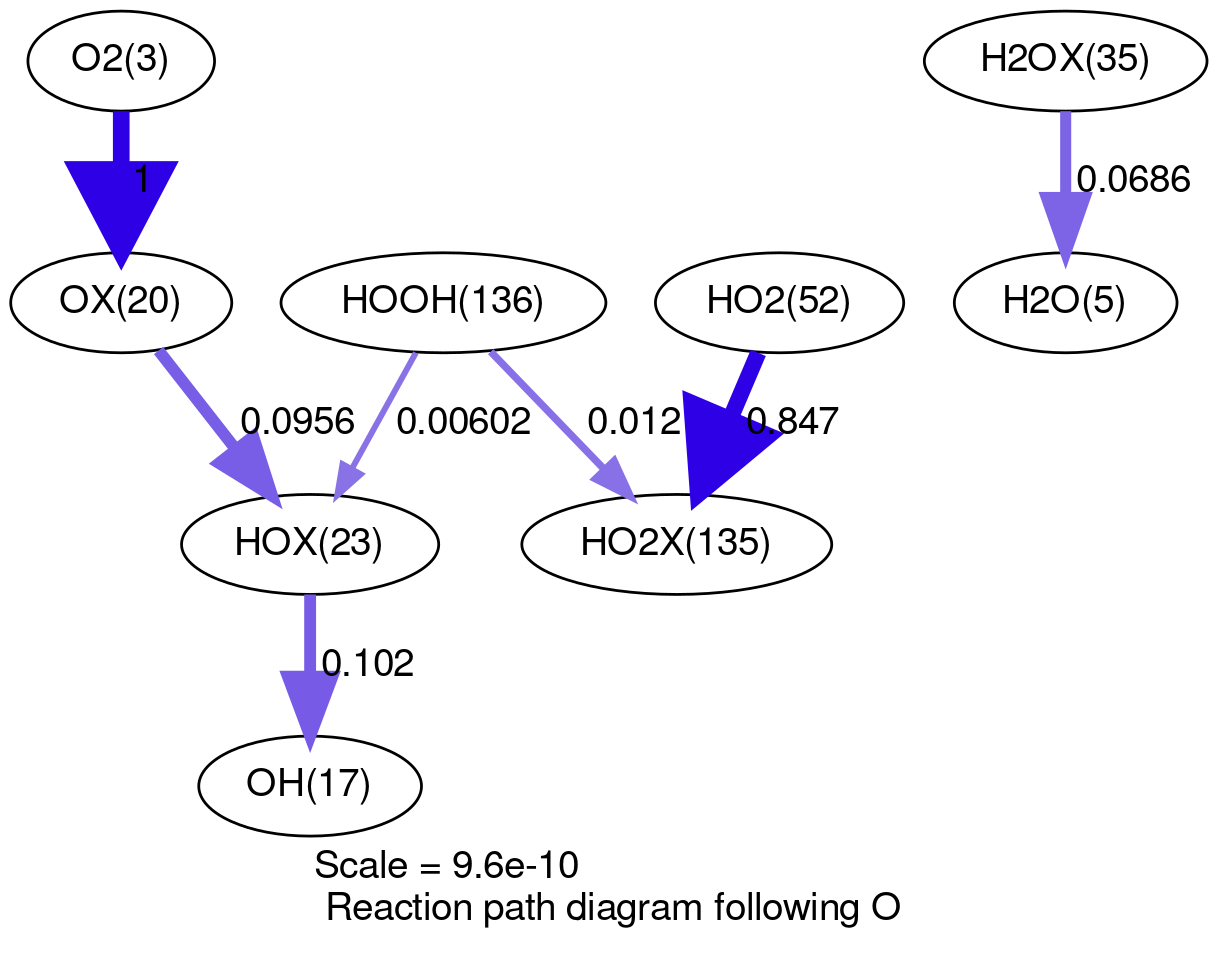 O2(3)
H2OX(35)
1
0.0686
OX(20)
HOOH(136)
HO2(52)
H2O(5)
0.0956
0.00602
0.012
0.847
HOX(23)
HO2X(135)
0.102
OH(17)
Scale = 9.6e-10
Reaction path diagram following O